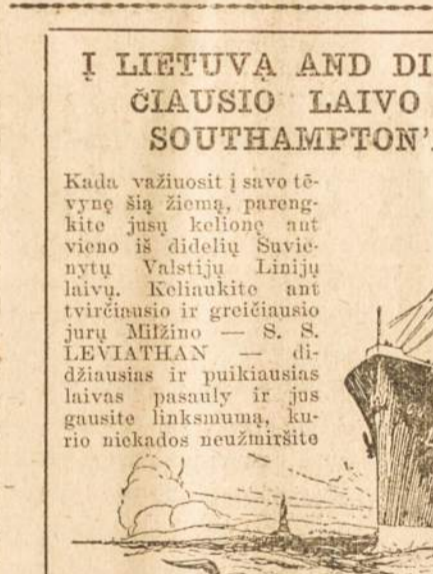 Į LIETUVĄ AND DI
ČIAUSIO LAIVO
SOUTHAMPTON'
Kada važiuosit į savo tė-
vynę šią žiemą, pareng-
kite jusų kelionę ant
vieno iš didelių Suvie-
nytų Valstijų Linijų
laivų. Keliaukite ant
tvirčiausio ir greičiausio
jurų Milžino — S. S.
LEVIATHAN — di-
džiausias ir puikiausias
laivas pasauly ir jus
gausite linksmumą, ku-
rio niekados neužmiršite